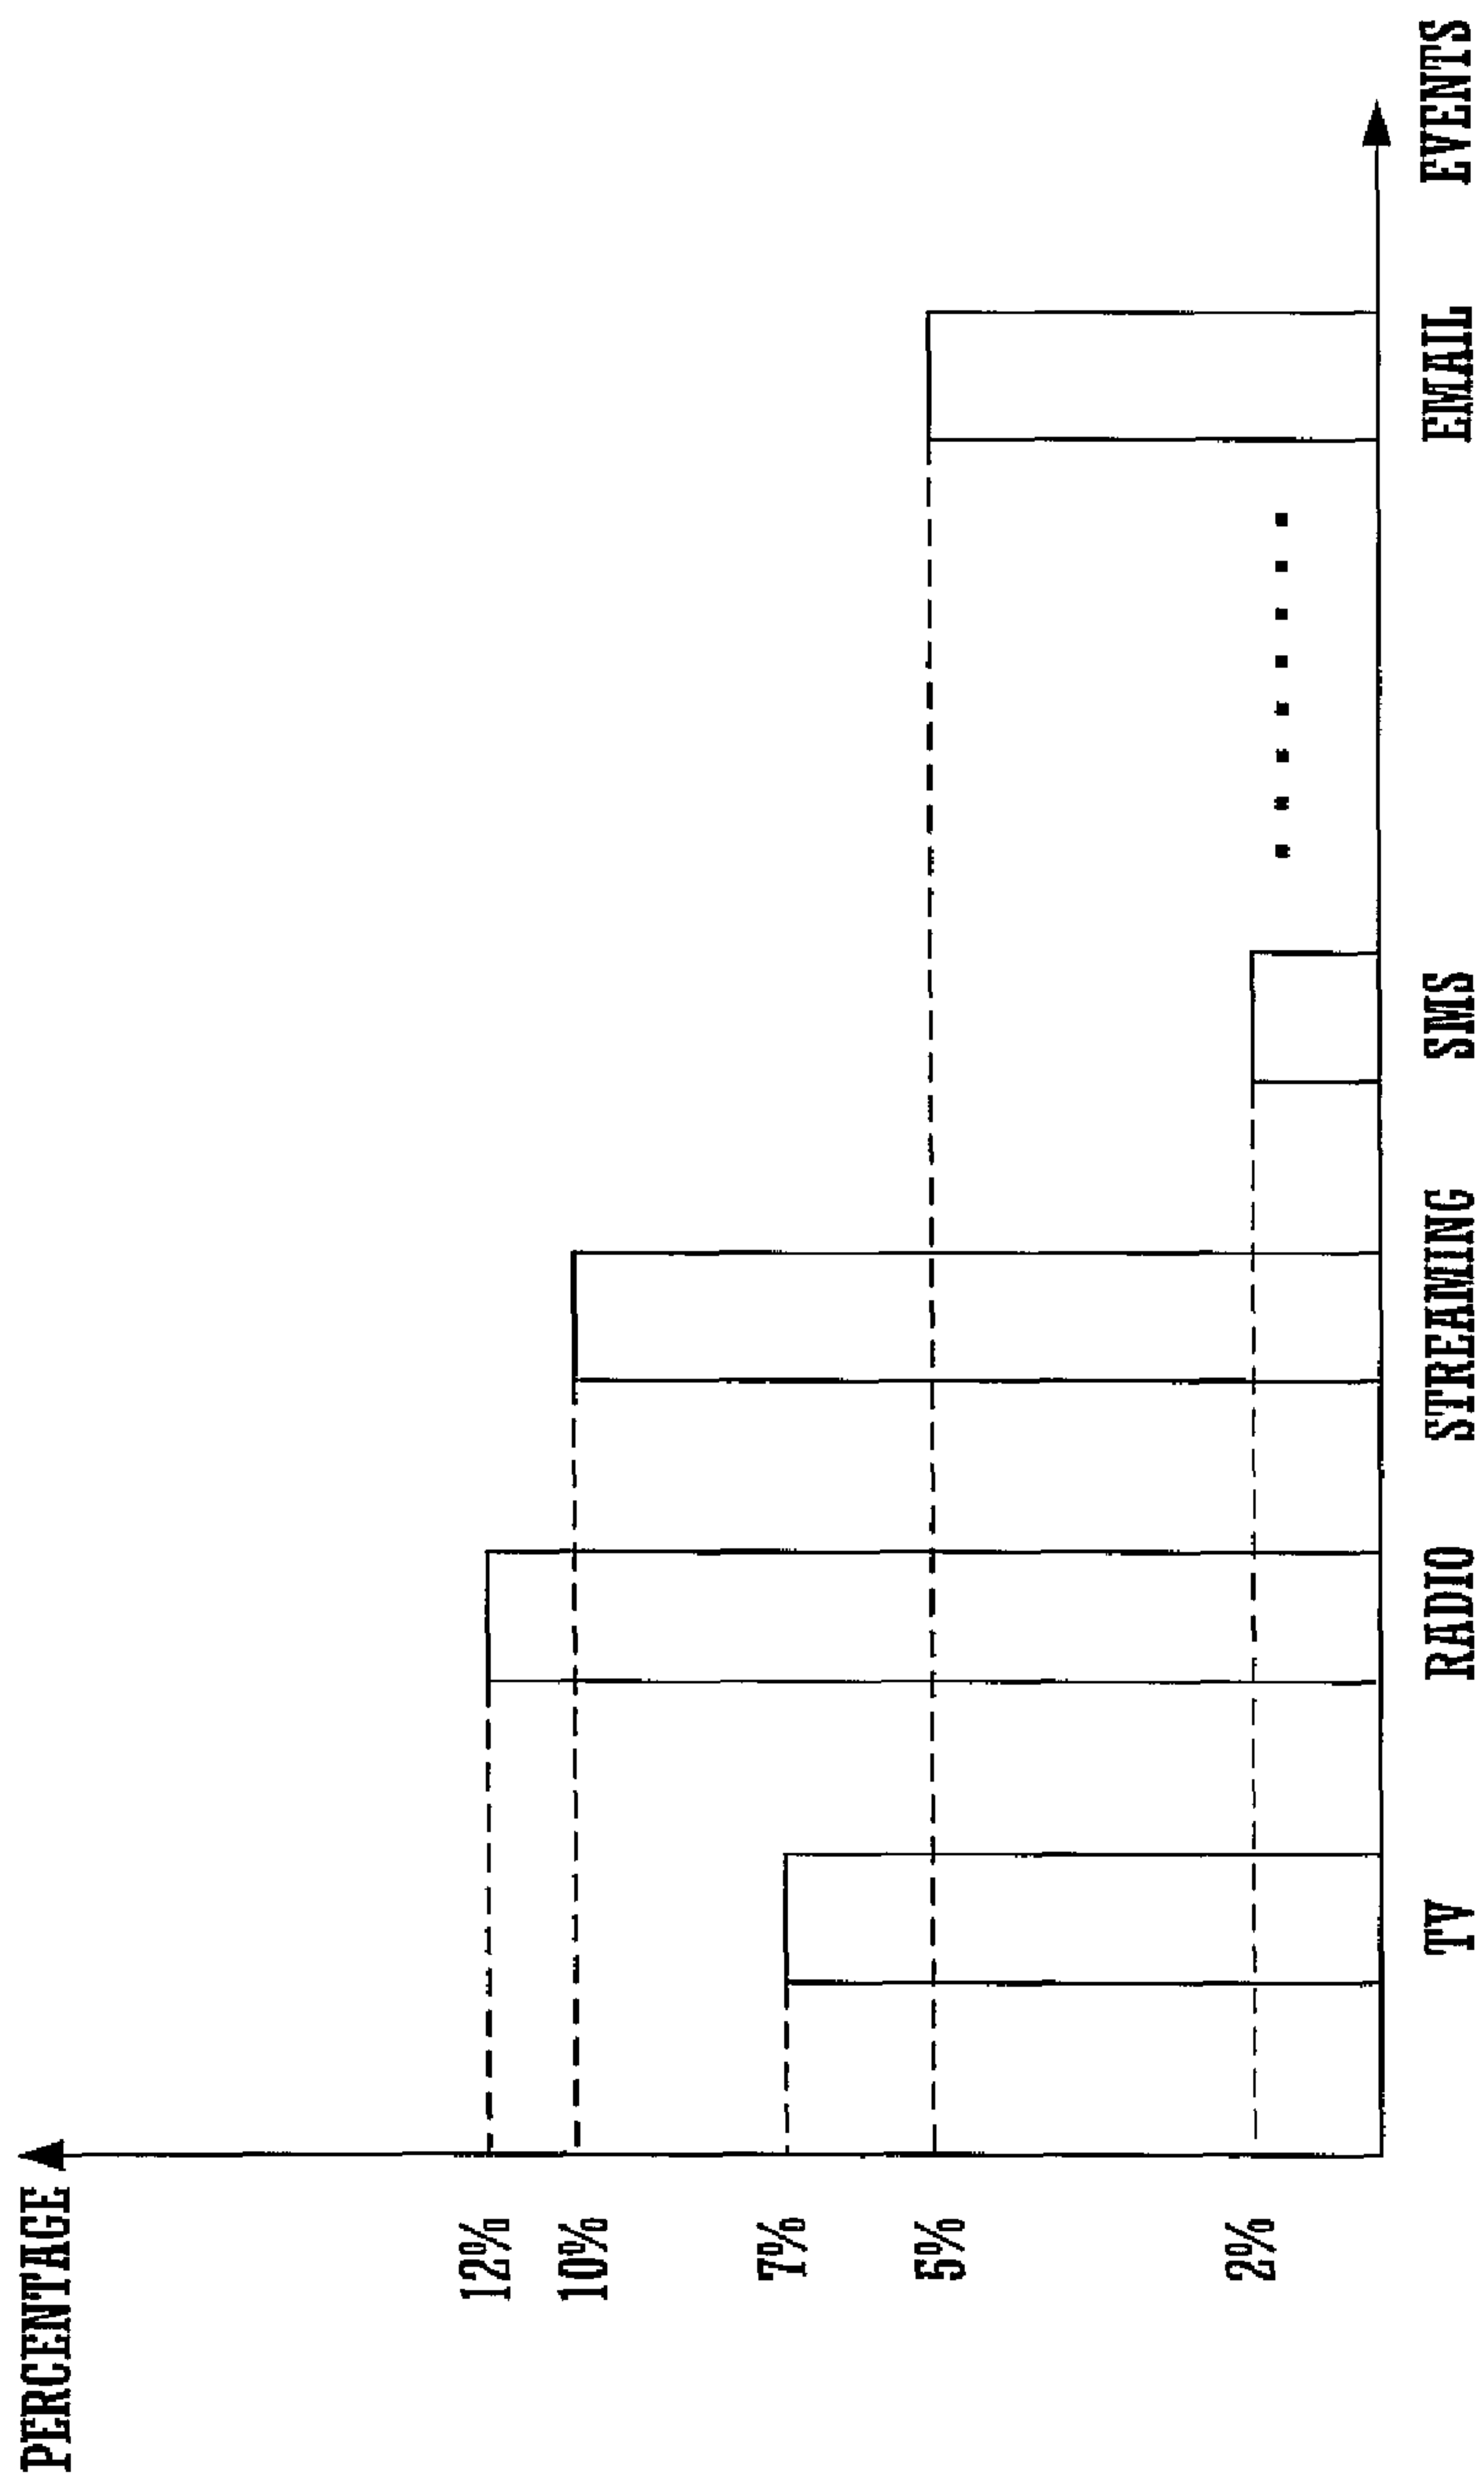 PERCENTAGE
12%
10%
7%
5%
2%
TV
RADIO
STREAMING
SMS
EMAIL
EVENTS